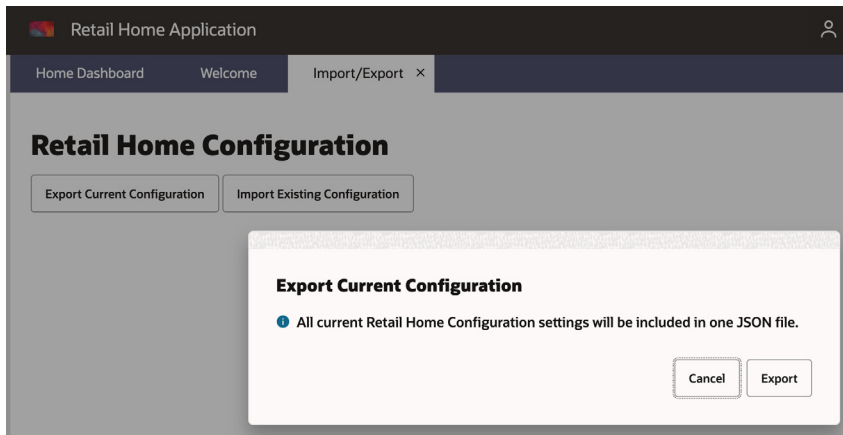 Retail Home Application
Home Dashboard Welcome Import/Export ×
Retail Home Configuration
Export Current Configuration Import Existing Configuration
Export Current Configuration
All current Retail Home Configuration settings will be included in one JSON file.
Cancel Export